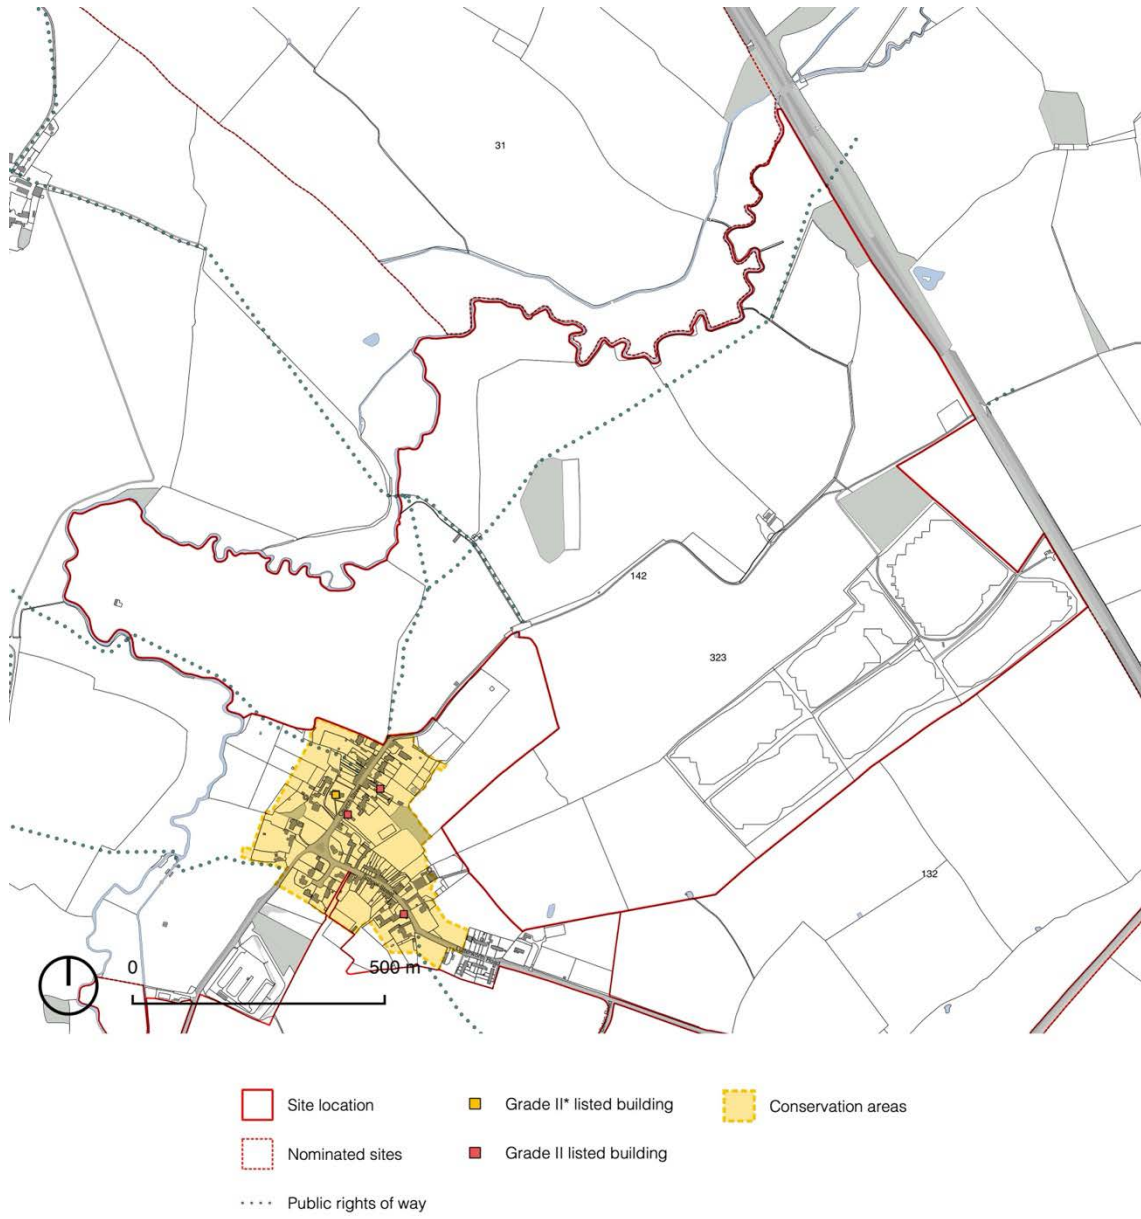 31
142
323
132
0
500 m
Site location
Grade II* listed building
Conservation areas
Nominated sites
Grade II listed building
Public rights of way